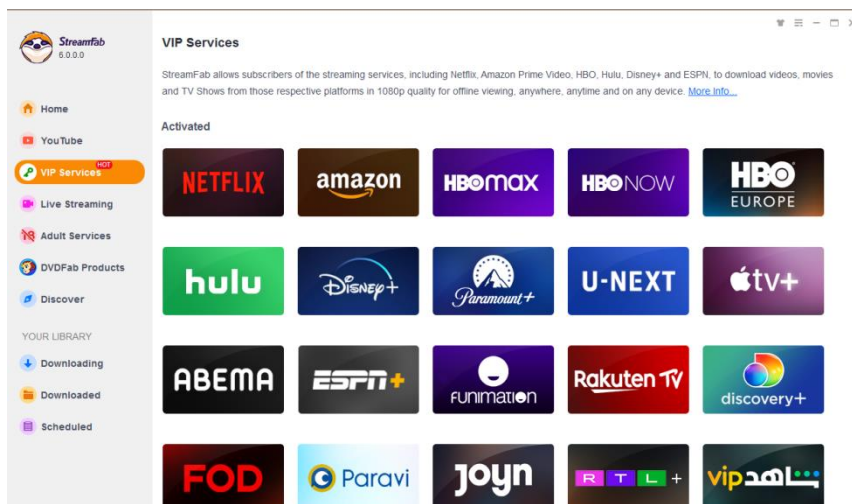 StreamFab
6.0.0.0
Home
YouTube
VIP Services
HOT
Live Streaming
Adult Services
DVDFab Products
Discover
YOUR LIBRARY
Downloading
Downloaded
Scheduled
VIP Services
StreamFab allows subscribers of the streaming services, including Netflix, Amazon Prime Video, HBO, Hulu, Disney+ and ESPN, to download videos, movies
and TV Shows from those respective platforms in 1080p quality for offline viewing, anywhere, anytime and on any device. More Info...
Activated
NETFLIX
amazon
HBOMAX
HBONOW
HBO
EUROPE
hulu
Disney+
Paramount+
U-NEXT
tv+
ABEMA
ESPN+
FUNIMATION
Rakuten TV
discovery+
FOD
Paravi
JOYN
RTL+
vip شاهد